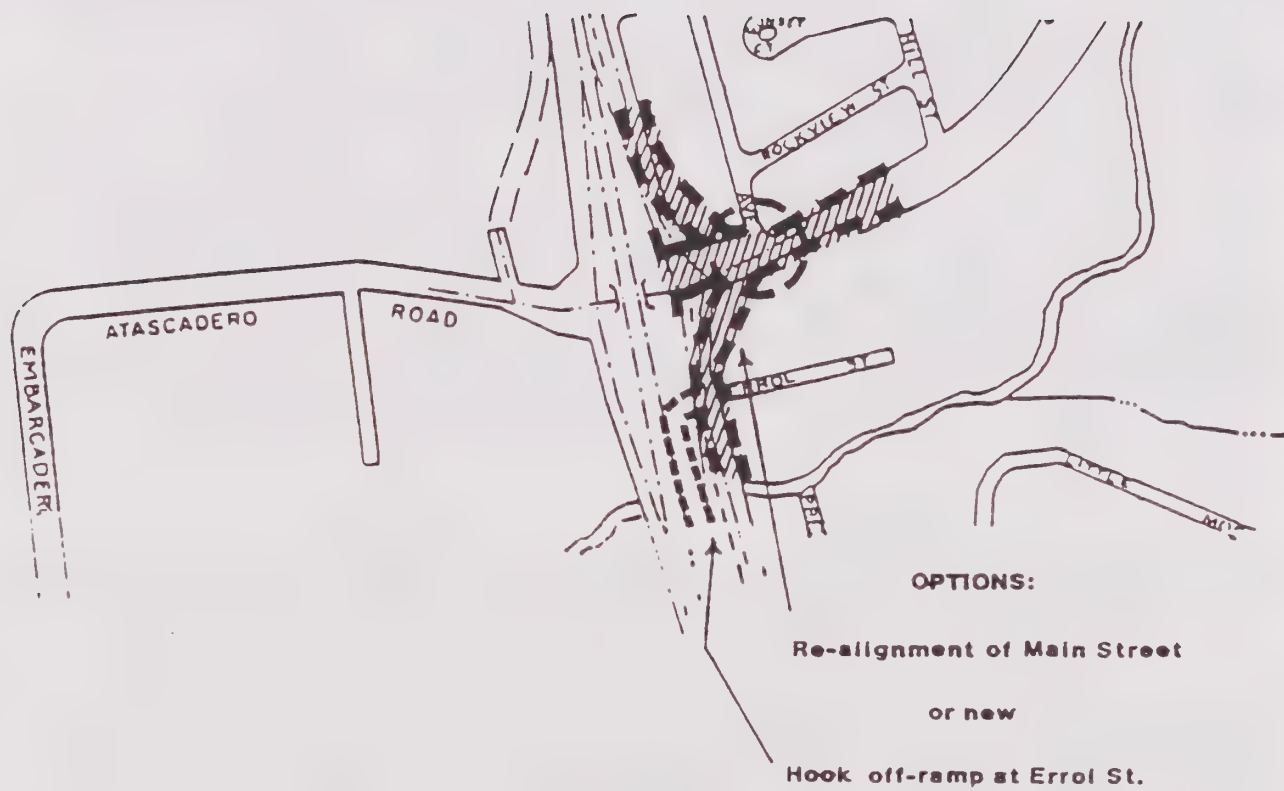 HILL ST
ROCKVIEW ST
AVE
ATASCADERO ROAD
EMBARCADERO
ST
OPTIONS:
Re-alignment of Main Street
or new
Hook off-ramp at Errol St.